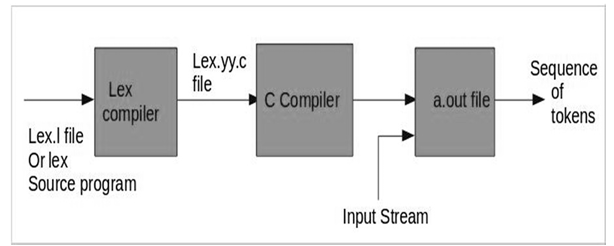 Lex.yy.c
file
Lex
compiler
C Compiler
a.out file
Sequence
of
tokens
Lex.l file
Or lex
Source program
Input Stream